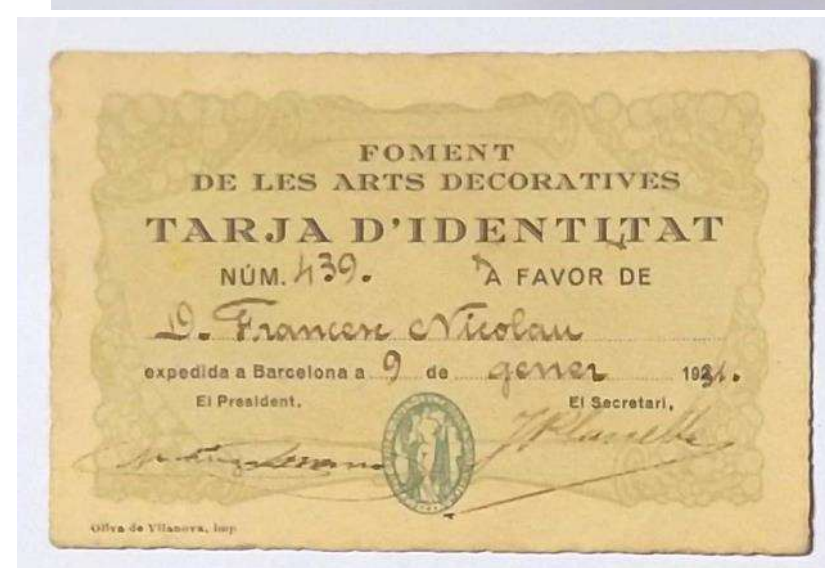 FOMENT
DE LES ARTS DECORATIVES
TARJA D'IDENTITAT
NÚM. 439. A FAVOR DE
D. Francesc Nicolau
expedida a Barcelona a 9 de gener 1931.
El President, El Secretari,
Oliva de Vilanova, imp.